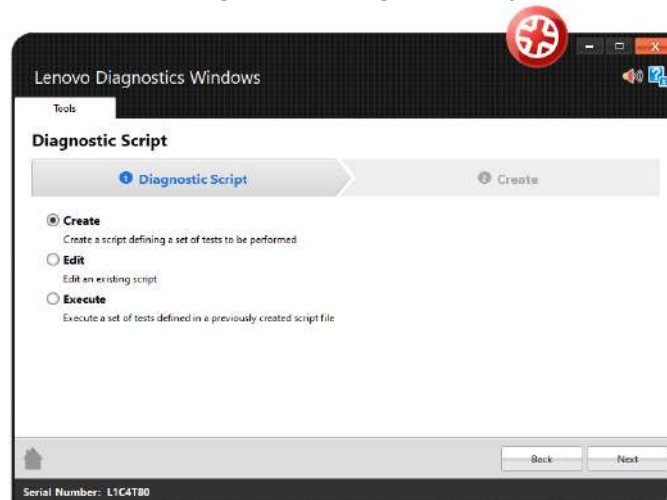 Lenovo Diagnostics Windows
Tools
Diagnostic Script
1 Diagnostic Script
2 Create
Create
Create a script defining a set of tests to be performed
Edit
Edit an existing script
Execute
Execute a set of tests defined in a previously created script file
Back Next
Serial Number: L1C4T80